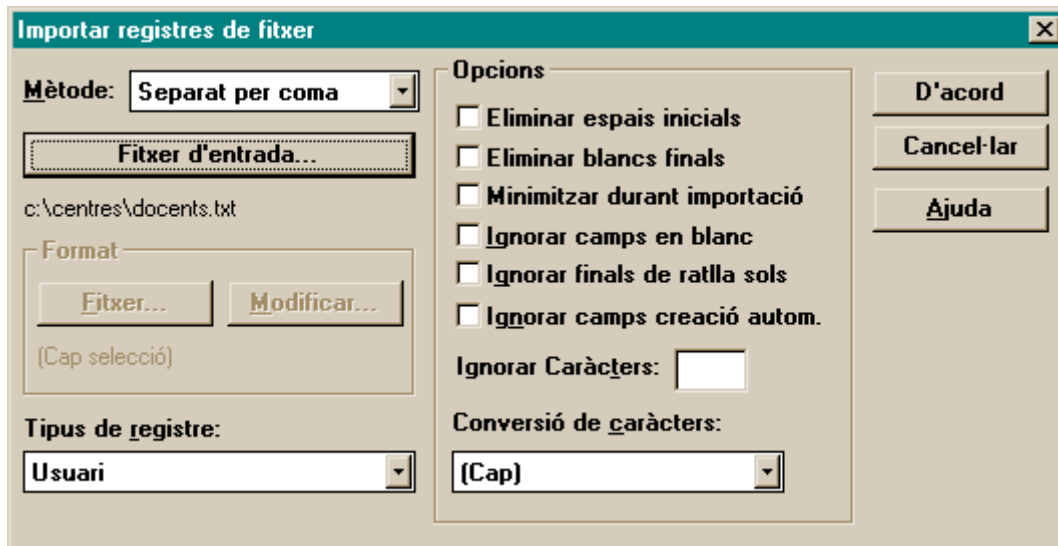 Importar registres de fitxer
Mètode:
Separat per coma
Fitxer d'entrada...
c:\centres\docents.txt
Format
Fitxer...
Modificar...
(Cap selecció)
Tipus de registre:
Usuari
Opcions
Eliminar espais inicials
Eliminar blancs finals
Minimitzar durant importació
Ignorar camps en blanc
Ignorar finals de ratlla sols
Ignorar camps creació autom.
Ignorar Caràcters:
Conversió de caràcters:
(Cap)
D'acord
Cancel·lar
Ajuda